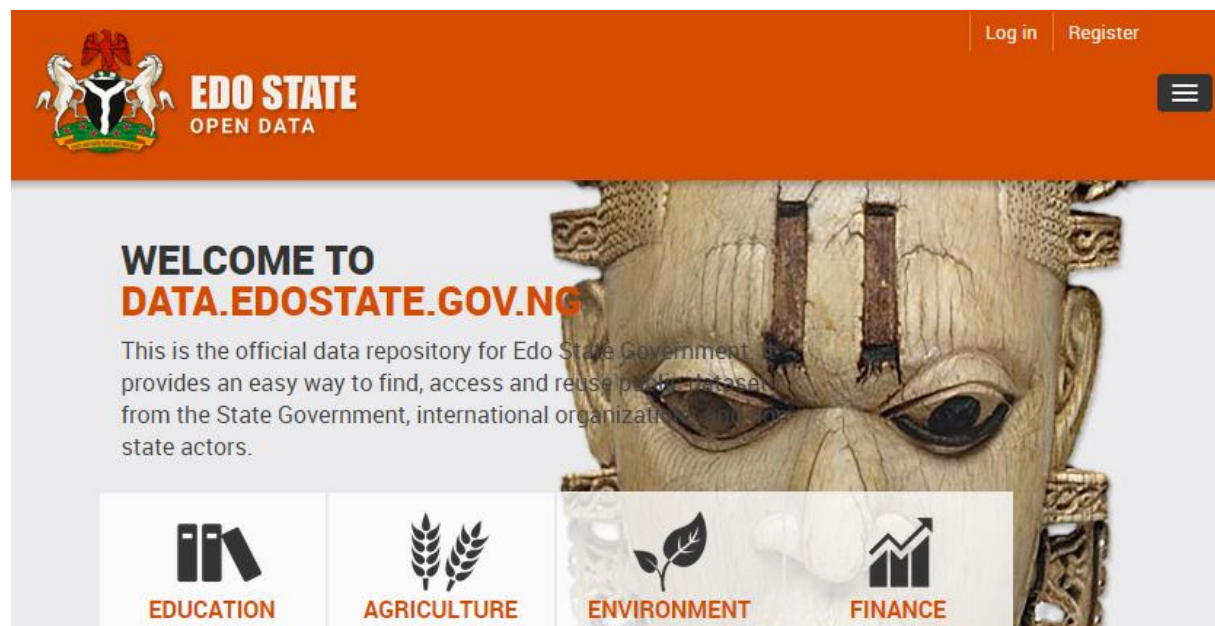 Log in Register
EDO STATE
OPEN DATA
WELCOME TO
DATA.EDOSTATE.GOV.NG
This is the official data repository for Edo State Government.
provides an easy way to find, access and reuse public
from the State Government, international
state actors.
EDUCATION AGRICULTURE ENVIRONMENT FINANCE